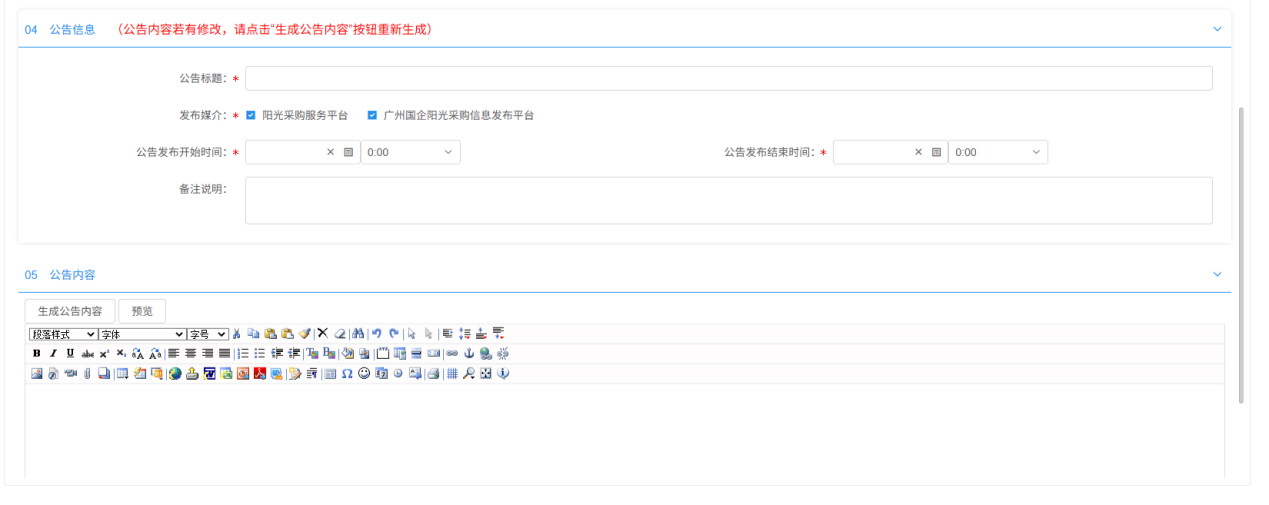 04 公告信息 （公告内容若有修改，请点击“生成公告内容”按钮重新生成）
公告标题：*
发布媒介：* 阳光采购服务平台 广州国企阳光采购信息发布平台
公告发布开始时间：* 0:00 公告发布结束时间：* 0:00
备注说明：
05 公告内容
生成公告内容 预览
段落样式 字体 字号